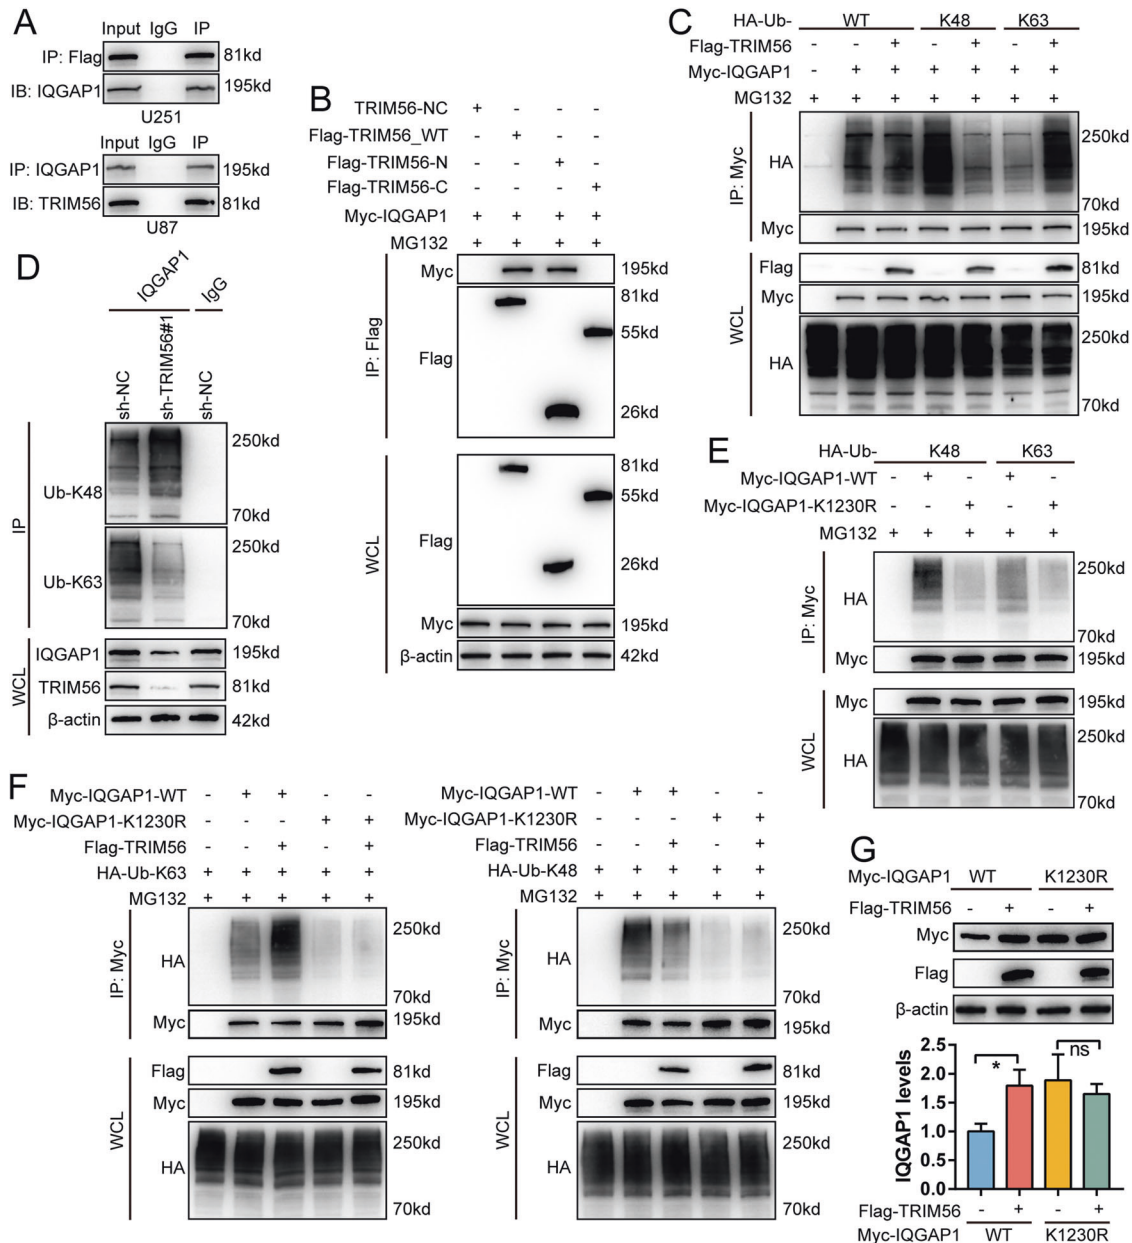 A
Input IgG IP
IP: Flag 81kd
IB: IQGAP1 195kd
U251
Input IgG IP
IP: IQGAP1 195kd
IB: TRIM56 81kd
U87
B
TRIM56-NC + - - -
Flag-TRIM56_WT - + - -
Flag-TRIM56-N - - + -
Flag-TRIM56-C - - - +
Myc-IQGAP1 + + + +
MG132 + + + +
IP: Flag
Myc 195kd
Flag
81kd
55kd
26kd
WCL
Flag
81kd
55kd
26kd
Myc 195kd
β-actin 42kd
C
HA-Ub- WT K48 K63
Flag-TRIM56 - - + - + - +
Myc-IQGAP1 - + + + + + +
MG132 + + + + + + +
IP: Myc
HA
250kd
70kd
Myc 195kd
WCL
Flag 81kd
Myc 195kd
HA
250kd
70kd
D
IQGAP1 IgG
sh-NC sh-TRIM56#1 sh-NC
IP
Ub-K48
250kd
70kd
Ub-K63
250kd
70kd
WCL
IQGAP1 195kd
TRIM56 81kd
β-actin 42kd
E
HA-Ub- K48 K63
Myc-IQGAP1-WT - + - + -
Myc-IQGAP1-K1230R - - + - +
MG132 + + + + +
IP: Myc
HA
250kd
70kd
Myc 195kd
WCL
Myc 195kd
HA
250kd
70kd
F
Myc-IQGAP1-WT - + + - -
Myc-IQGAP1-K1230R - - - + +
Flag-TRIM56 - - + - +
HA-Ub-K63 + + + + +
MG132 + + + + +
IP: Myc
HA
250kd
70kd
Myc 195kd
WCL
Flag 81kd
Myc 195kd
HA
250kd
70kd
Myc-IQGAP1-WT - + + - -
Myc-IQGAP1-K1230R - - - + +
Flag-TRIM56 - - + - +
HA-Ub-K48 + + + + +
MG132 + + + + +
IP: Myc
HA
250kd
70kd
Myc 195kd
WCL
Flag 81kd
Myc 195kd
HA
250kd
70kd
G
Myc-IQGAP1 WT K1230R
Flag-TRIM56 - + - +
Myc
Flag
β-actin
IQGAP1 levels
2.5
2.0
1.5
1.0
0.5
0.0
* ns
Flag-TRIM56 - + - +
Myc-IQGAP1 WT K1230R